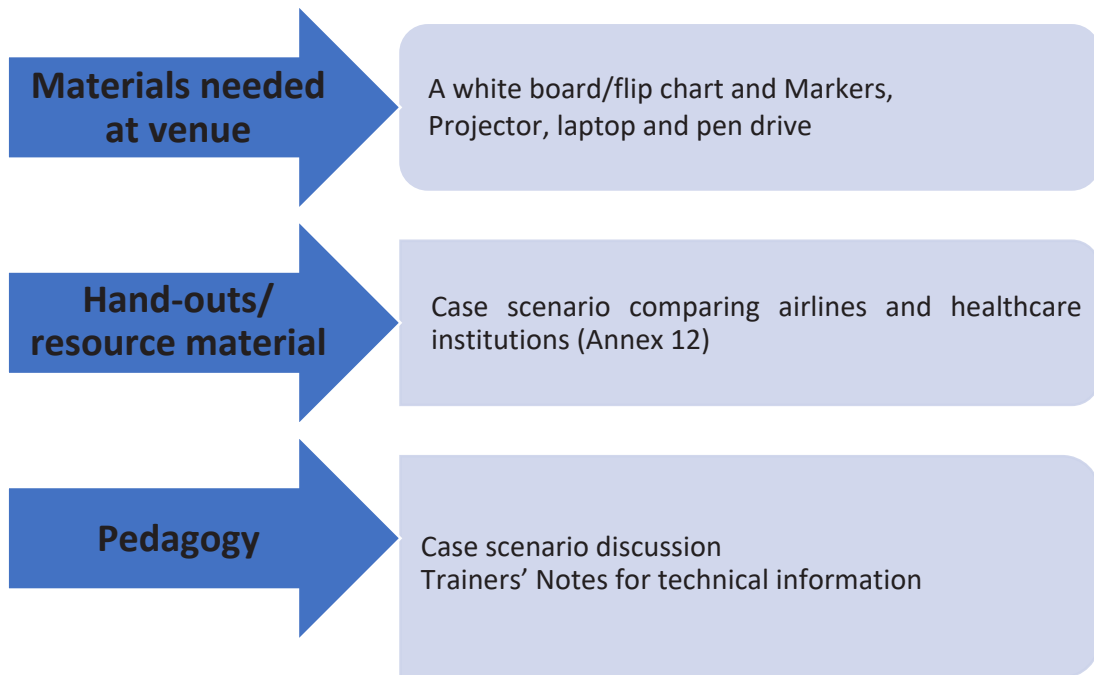 Materials needed
at venue
A white board/flip chart and Markers,
Projector, laptop and pen drive
Hand-outs/
resource material
Case scenario comparing airlines and healthcare
institutions (Annex 12)
Pedagogy
Case scenario discussion
Trainers’ Notes for technical information